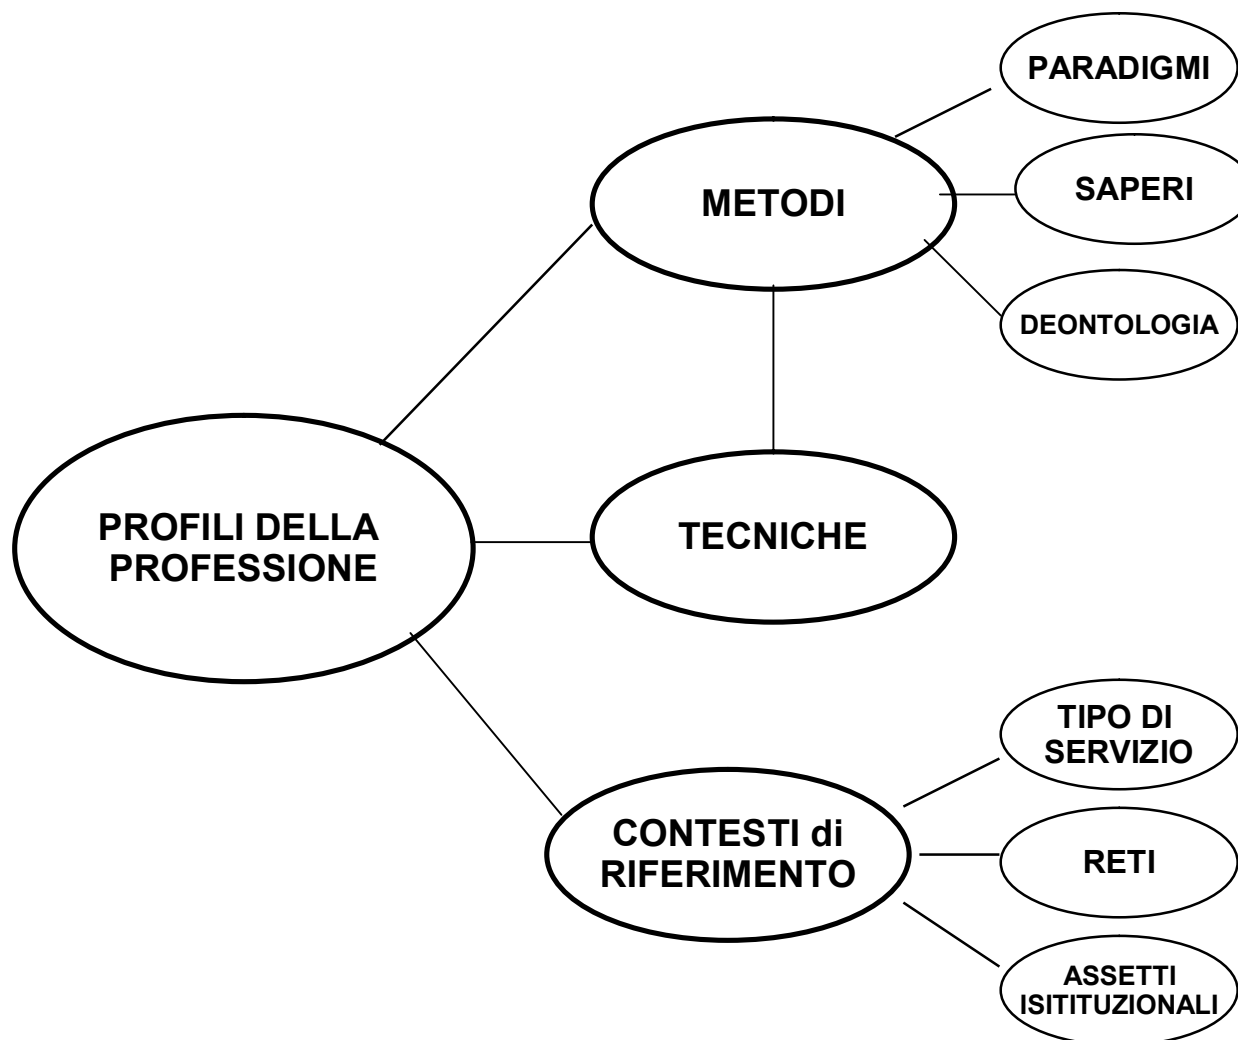 PARADIGMI
METODI
SAPERI
DEONTOLOGIA
PROFILI DELLA
PROFESSIONE
TECNICHE
CONTESTI di
RIFERIMENTO
TIPO DI
SERVIZIO
RETI
ASSETTI
ISITITUZIONALI